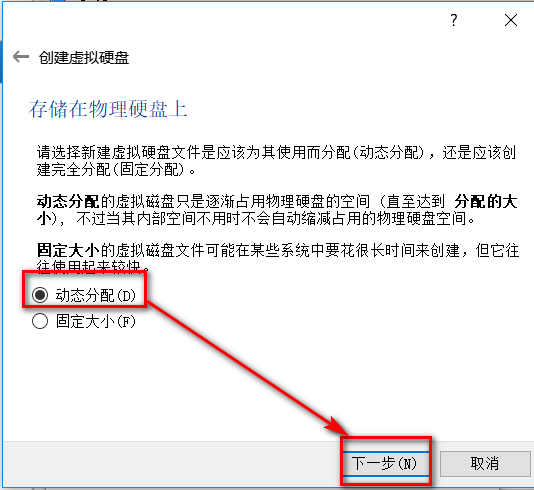 ?
创建虚拟硬盘
存储在物理硬盘上
请选择新建虚拟硬盘文件是应该为其使用而分配(动态分配)，还是应该创
建完全分配(固定分配)。
动态分配的虚拟磁盘只是逐渐占用物理硬盘的空间 (直至达到 分配的大
小)，不过当其内部空间不用时不会自动缩减占用的物理硬盘空间。
固定大小的虚拟磁盘文件可能在某些系统中要花很长时间来创建，但它往
往使用起来较快。
动态分配(D)
固定大小(F)
下一步(N) 取消